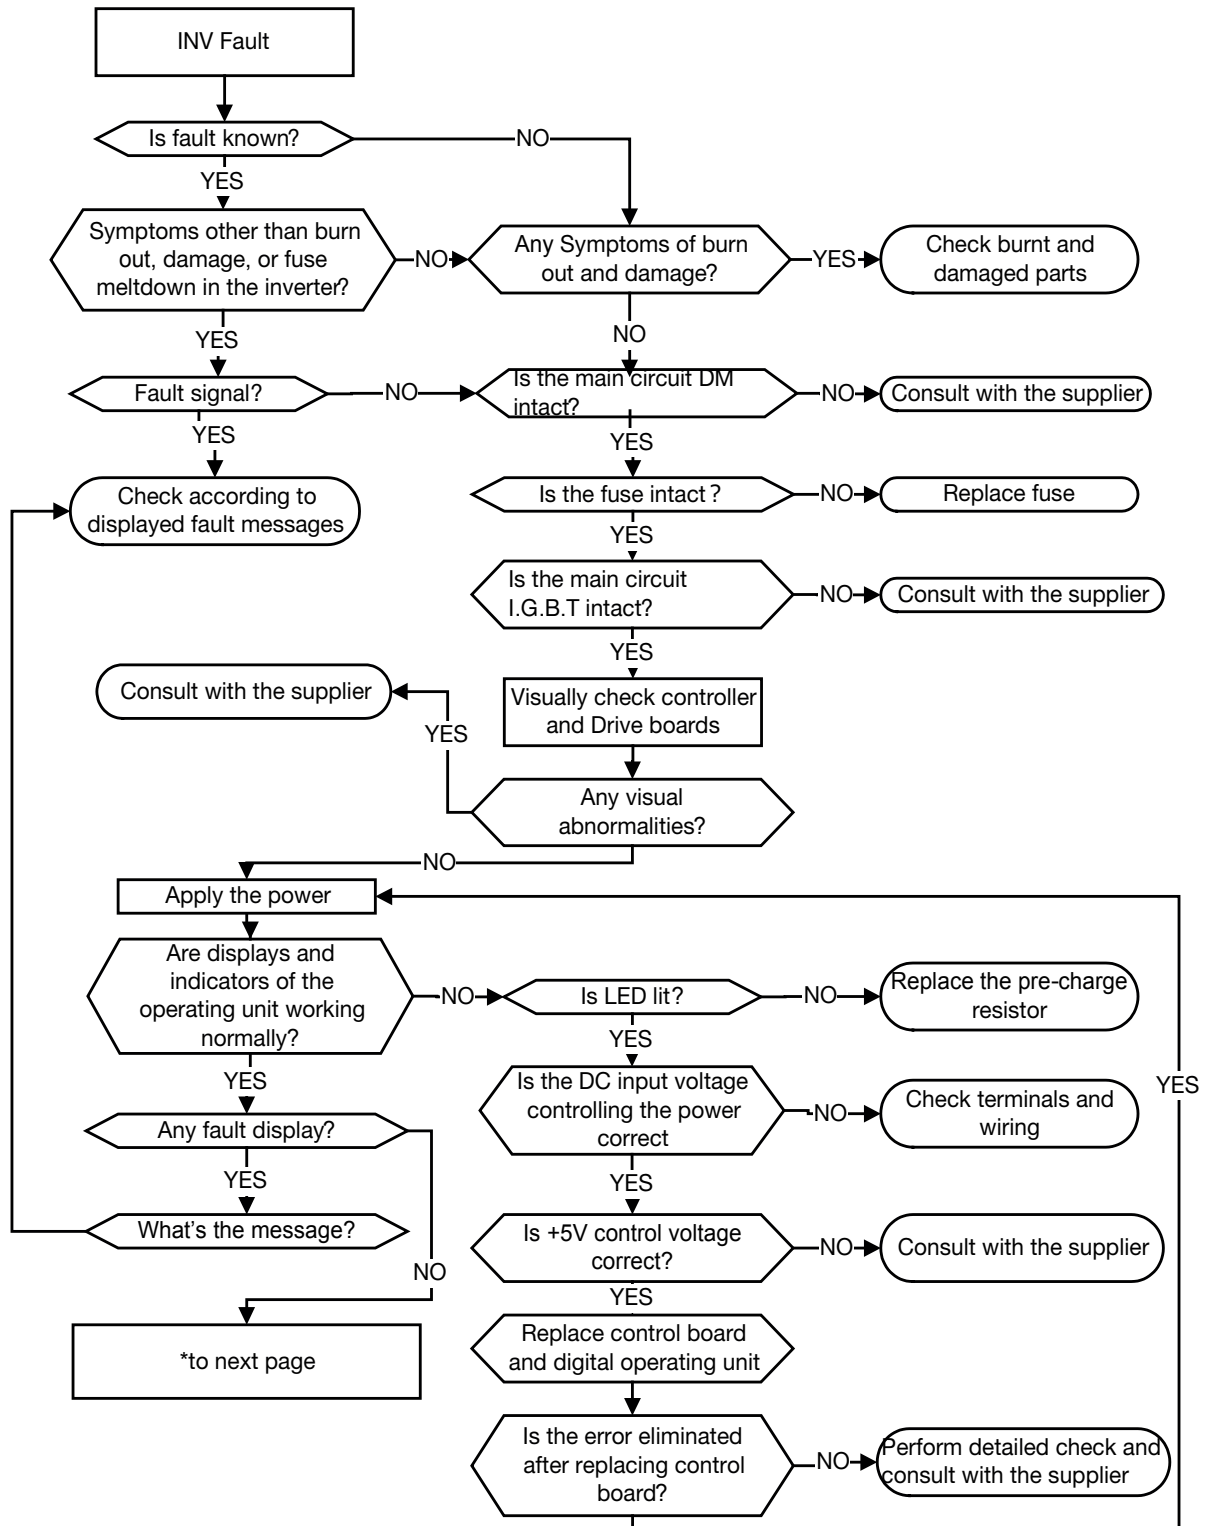 INV Fault
Is fault known?
NO
YES
Symptoms other than burn
out, damage, or fuse
meltdown in the inverter?
NO
Any Symptoms of burn
out and damage?
YES
Check burnt and
damaged parts
YES
NO
Fault signal?
NO
Is the main circuit DM
intact?
NO
Consult with the supplier
YES
YES
Check according to
displayed fault messages
Is the fuse intact ?
NO
Replace fuse
YES
Is the main circuit
I.G.B.T intact?
NO
Consult with the supplier
YES
Consult with the supplier
Visually check controller
and Drive boards
YES
Any visual
abnormalities?
NO
Apply the power
Are displays and
indicators of the
operating unit working
normally?
NO
Is LED lit?
NO
Replace the pre-charge
resistor
YES
YES
YES
Is the DC input voltage
controlling the power
correct
NO
Check terminals and
wiring
Any fault display?
YES
YES
What's the message?
NO
Is +5V control voltage
correct?
NO
Consult with the supplier
YES
*to next page
Replace control board
and digital operating unit
Is the error eliminated
after replacing control
board?
NO
Perform detailed check and
consult with the supplier